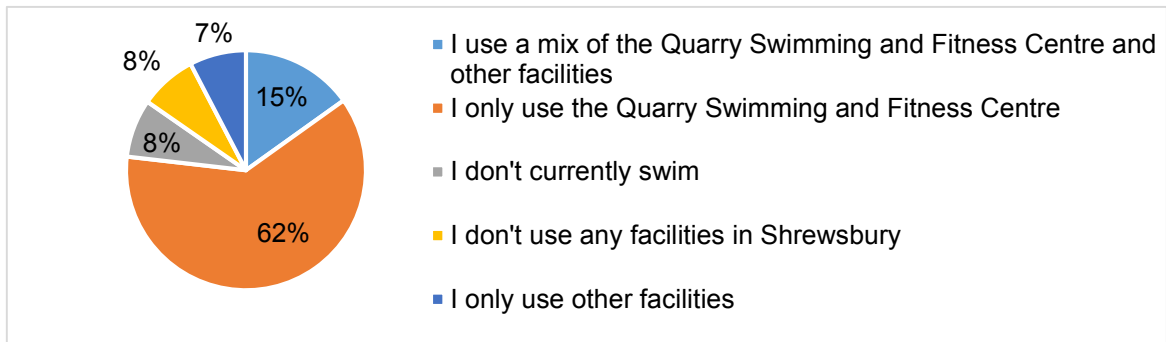 7%
8%
15%
8%
62%
I use a mix of the Quarry Swimming and Fitness Centre and
other facilities
I only use the Quarry Swimming and Fitness Centre
I don't currently swim
I don't use any facilities in Shrewsbury
I only use other facilities